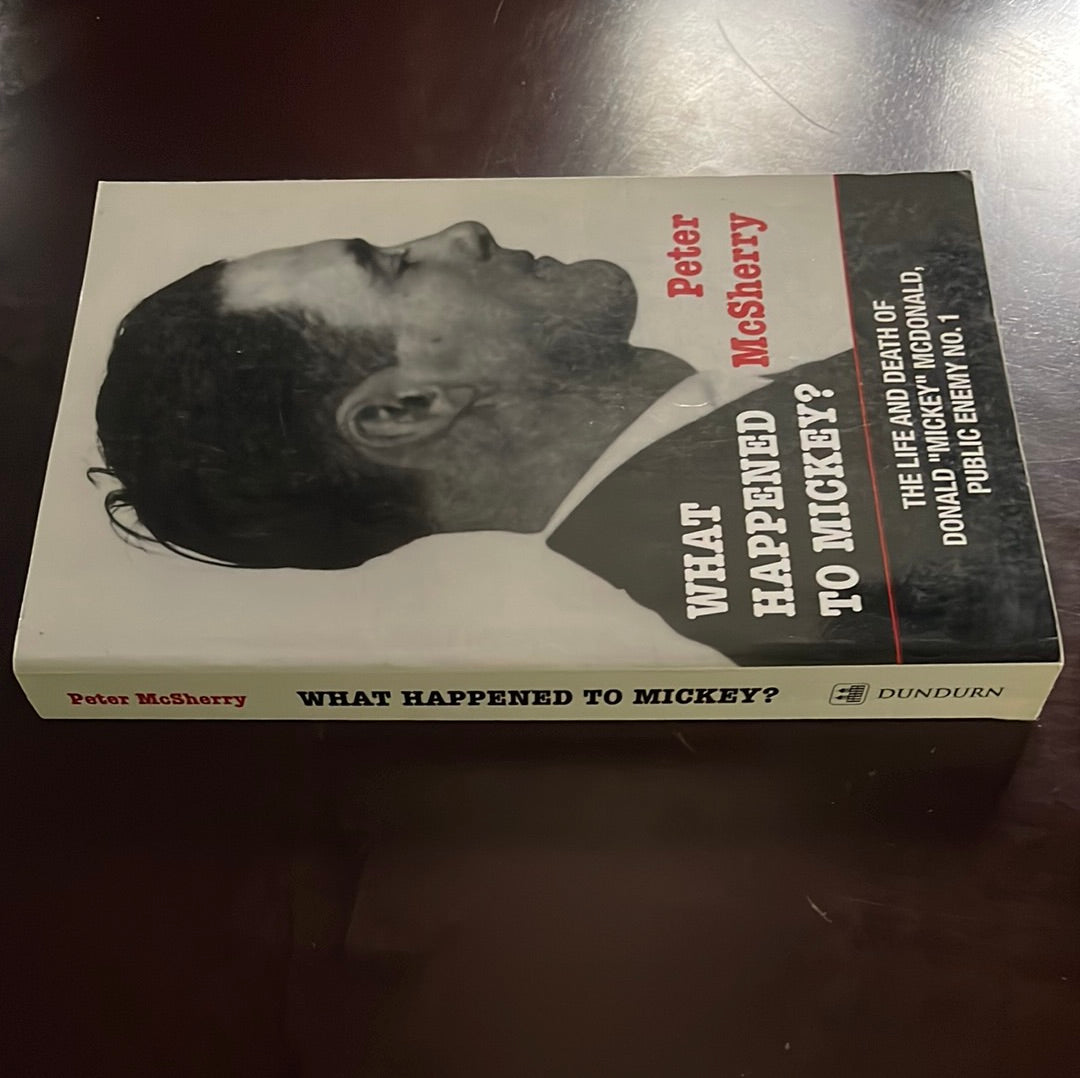 Peter
McSherry
WHAT
HAPPENED
TO MICKEY?
THE LIFE AND DEATH OF
DONALD "MICKEY" MCDONALD,
PUBLIC ENEMY NO. 1
Peter McSherry WHAT HAPPENED TO MICKEY? DUNDURN